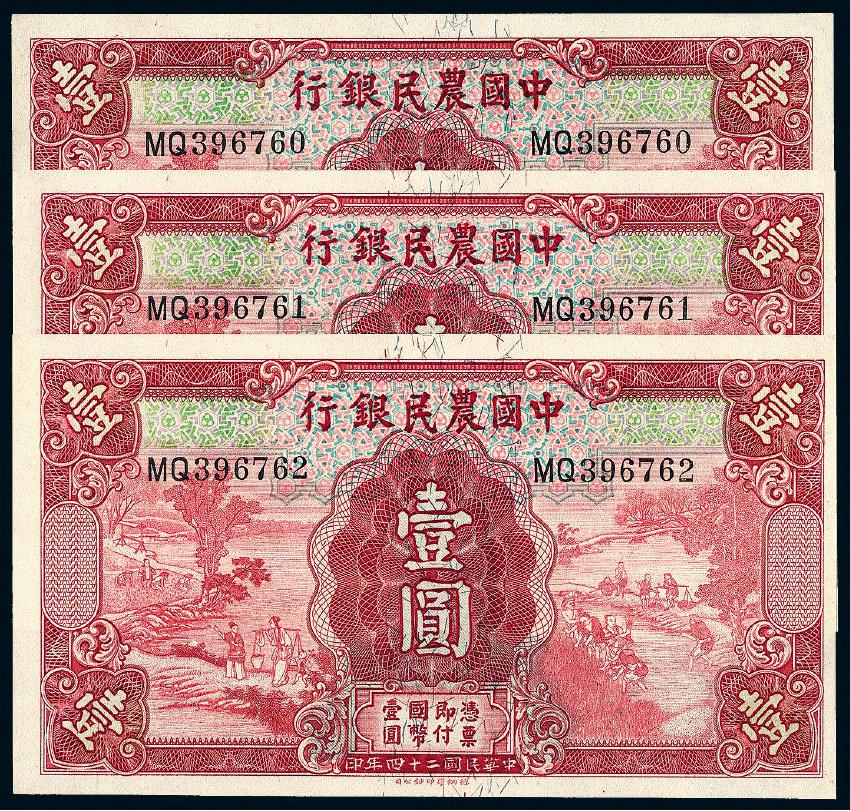 壹
壹
中國農民銀行
MQ396760
MQ396760
壹
壹
中國農民銀行
MQ396761
MQ396761
壹
壹
中國農民銀行
MQ396762
MQ396762
壹圓
憑票
即付
國幣
壹圓
壹
壹
中華民國二十四年印